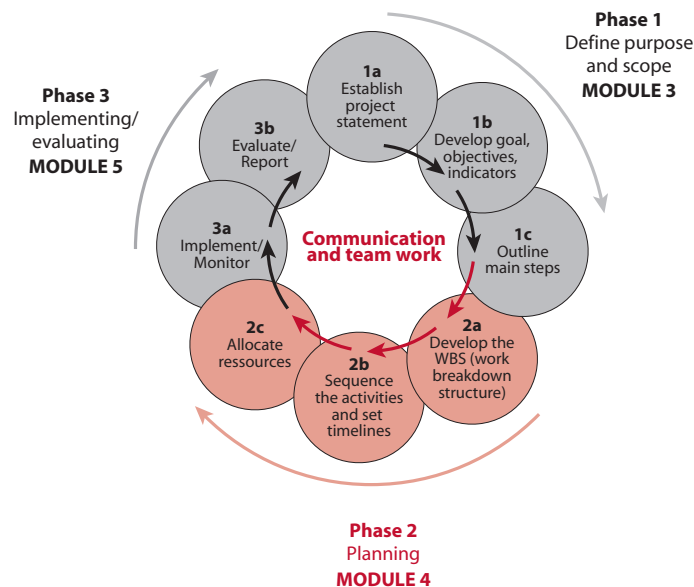 1a
Establish
project
statement
1b
Develop goal,
objectives,
indicators
1c
Outline
main steps
2a
Develop the
WBS (work
breakdown
structure)
2b
Sequence
the activities
and set
timelines
2c
Allocate
ressources
3a
Implement/
Monitor
3b
Evaluate/
Report
Communication
and team work
Phase 1
Define purpose
and scope
MODULE 3
Phase 2
Planning
MODULE 4
Phase 3
Implementing/
evaluating
MODULE 5